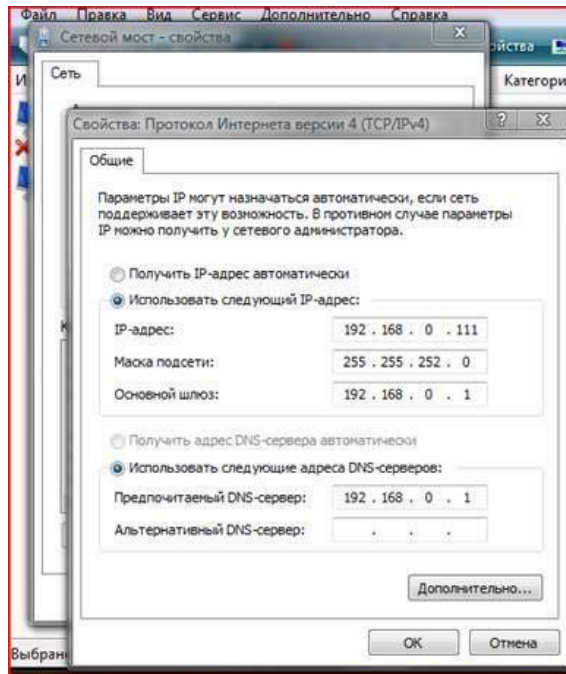 Файл Правка Вид Сервис Дополнительно Справка
Сетевой мост - свойства
Сеть
Категори
Свойства: Протокол Интернета версии 4 (TCP/IPv4)
Общие
Параметры IP могут назначаться автоматически, если сеть
поддерживает эту возможность. В противном случае параметры
IP можно получить у сетевого администратора.
Получить IP-адрес автоматически
Использовать следующий IP-адрес:
IP-адрес: 192 . 168 . 0 . 111
Маска подсети: 255 . 255 . 252 . 0
Основной шлюз: 192 . 168 . 0 . 1
Получить адрес DNS-сервера автоматически
Использовать следующие адреса DNS-серверов:
Предпочитаемый DNS-сервер: 192 . 168 . 0 . 1
Альтернативный DNS-сервер: . . .
Дополнительно...
OK Отмена
Выбран